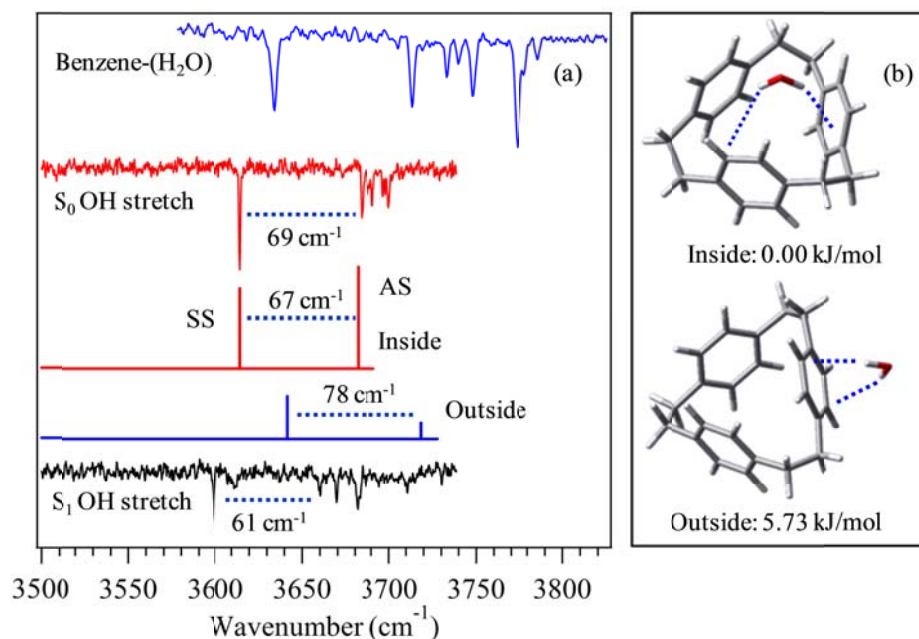 Benzene-(H₂O)
(a)
S₀ OH stretch
69 cm⁻¹
SS
67 cm⁻¹
AS
Inside
78 cm⁻¹
Outside
S₁ OH stretch
61 cm⁻¹
3500 3550 3600 3650 3700 3750 3800
Wavenumber (cm⁻¹)
(b)
Inside: 0.00 kJ/mol
Outside: 5.73 kJ/mol